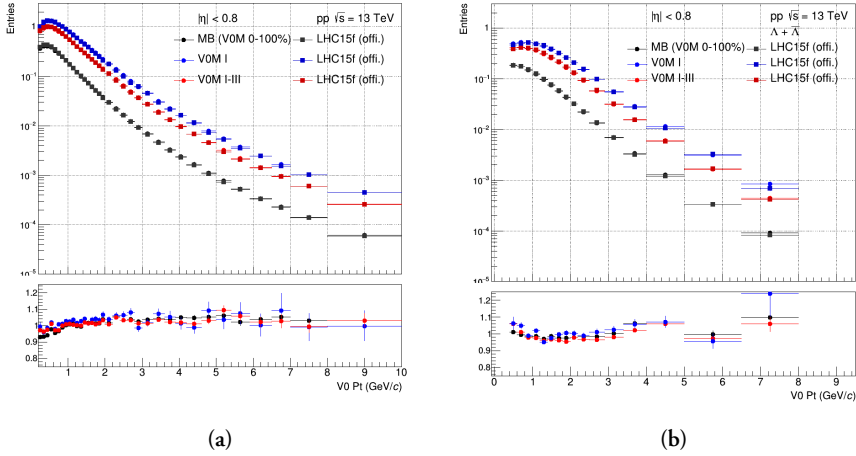 Entries
|η| < 0.8
pp √s = 13 TeV
MB (V0M 0-100%)
LHC15f (offi.)
V0M I
LHC15f (offi.)
V0M I-III
LHC15f (offi.)
1
10⁻¹
10⁻²
10⁻³
10⁻⁴
10⁻⁵
1.2
1.1
1
0.9
0.8
1 2 3 4 5 6 7 8 9 10
V0 Pt (GeV/c)
(a)
Entries
|η| < 0.8
pp √s = 13 TeV
Λ + Λ̅
MB (V0M 0-100%)
LHC15f (offi.)
V0M I
LHC15f (offi.)
V0M I-III
LHC15f (offi.)
1
10⁻¹
10⁻²
10⁻³
10⁻⁴
10⁻⁵
1.2
1.1
1
0.9
0.8
0 1 2 3 4 5 6 7 8 9
V0 Pt (GeV/c)
(b)